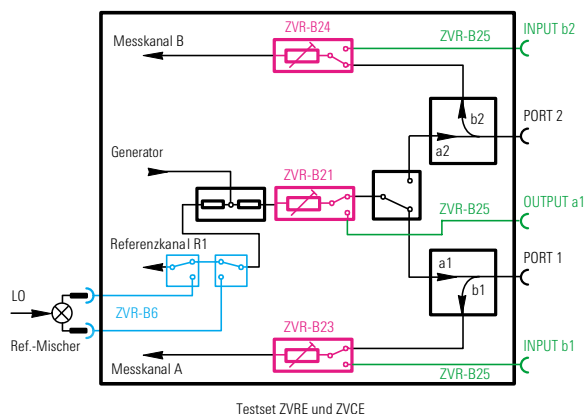 ZVR-B24
ZVR-B25
INPUT b2
Messkanal B
b2
PORT 2
a2
Generator
ZVR-B21
ZVR-B25
OUTPUT a1
Referenzkanal R1
a1
PORT 1
b1
LO
ZVR-B6
Ref.-Mischer
ZVR-B23
Messkanal A
ZVR-B25
INPUT b1
Testset ZVRE und ZVCE